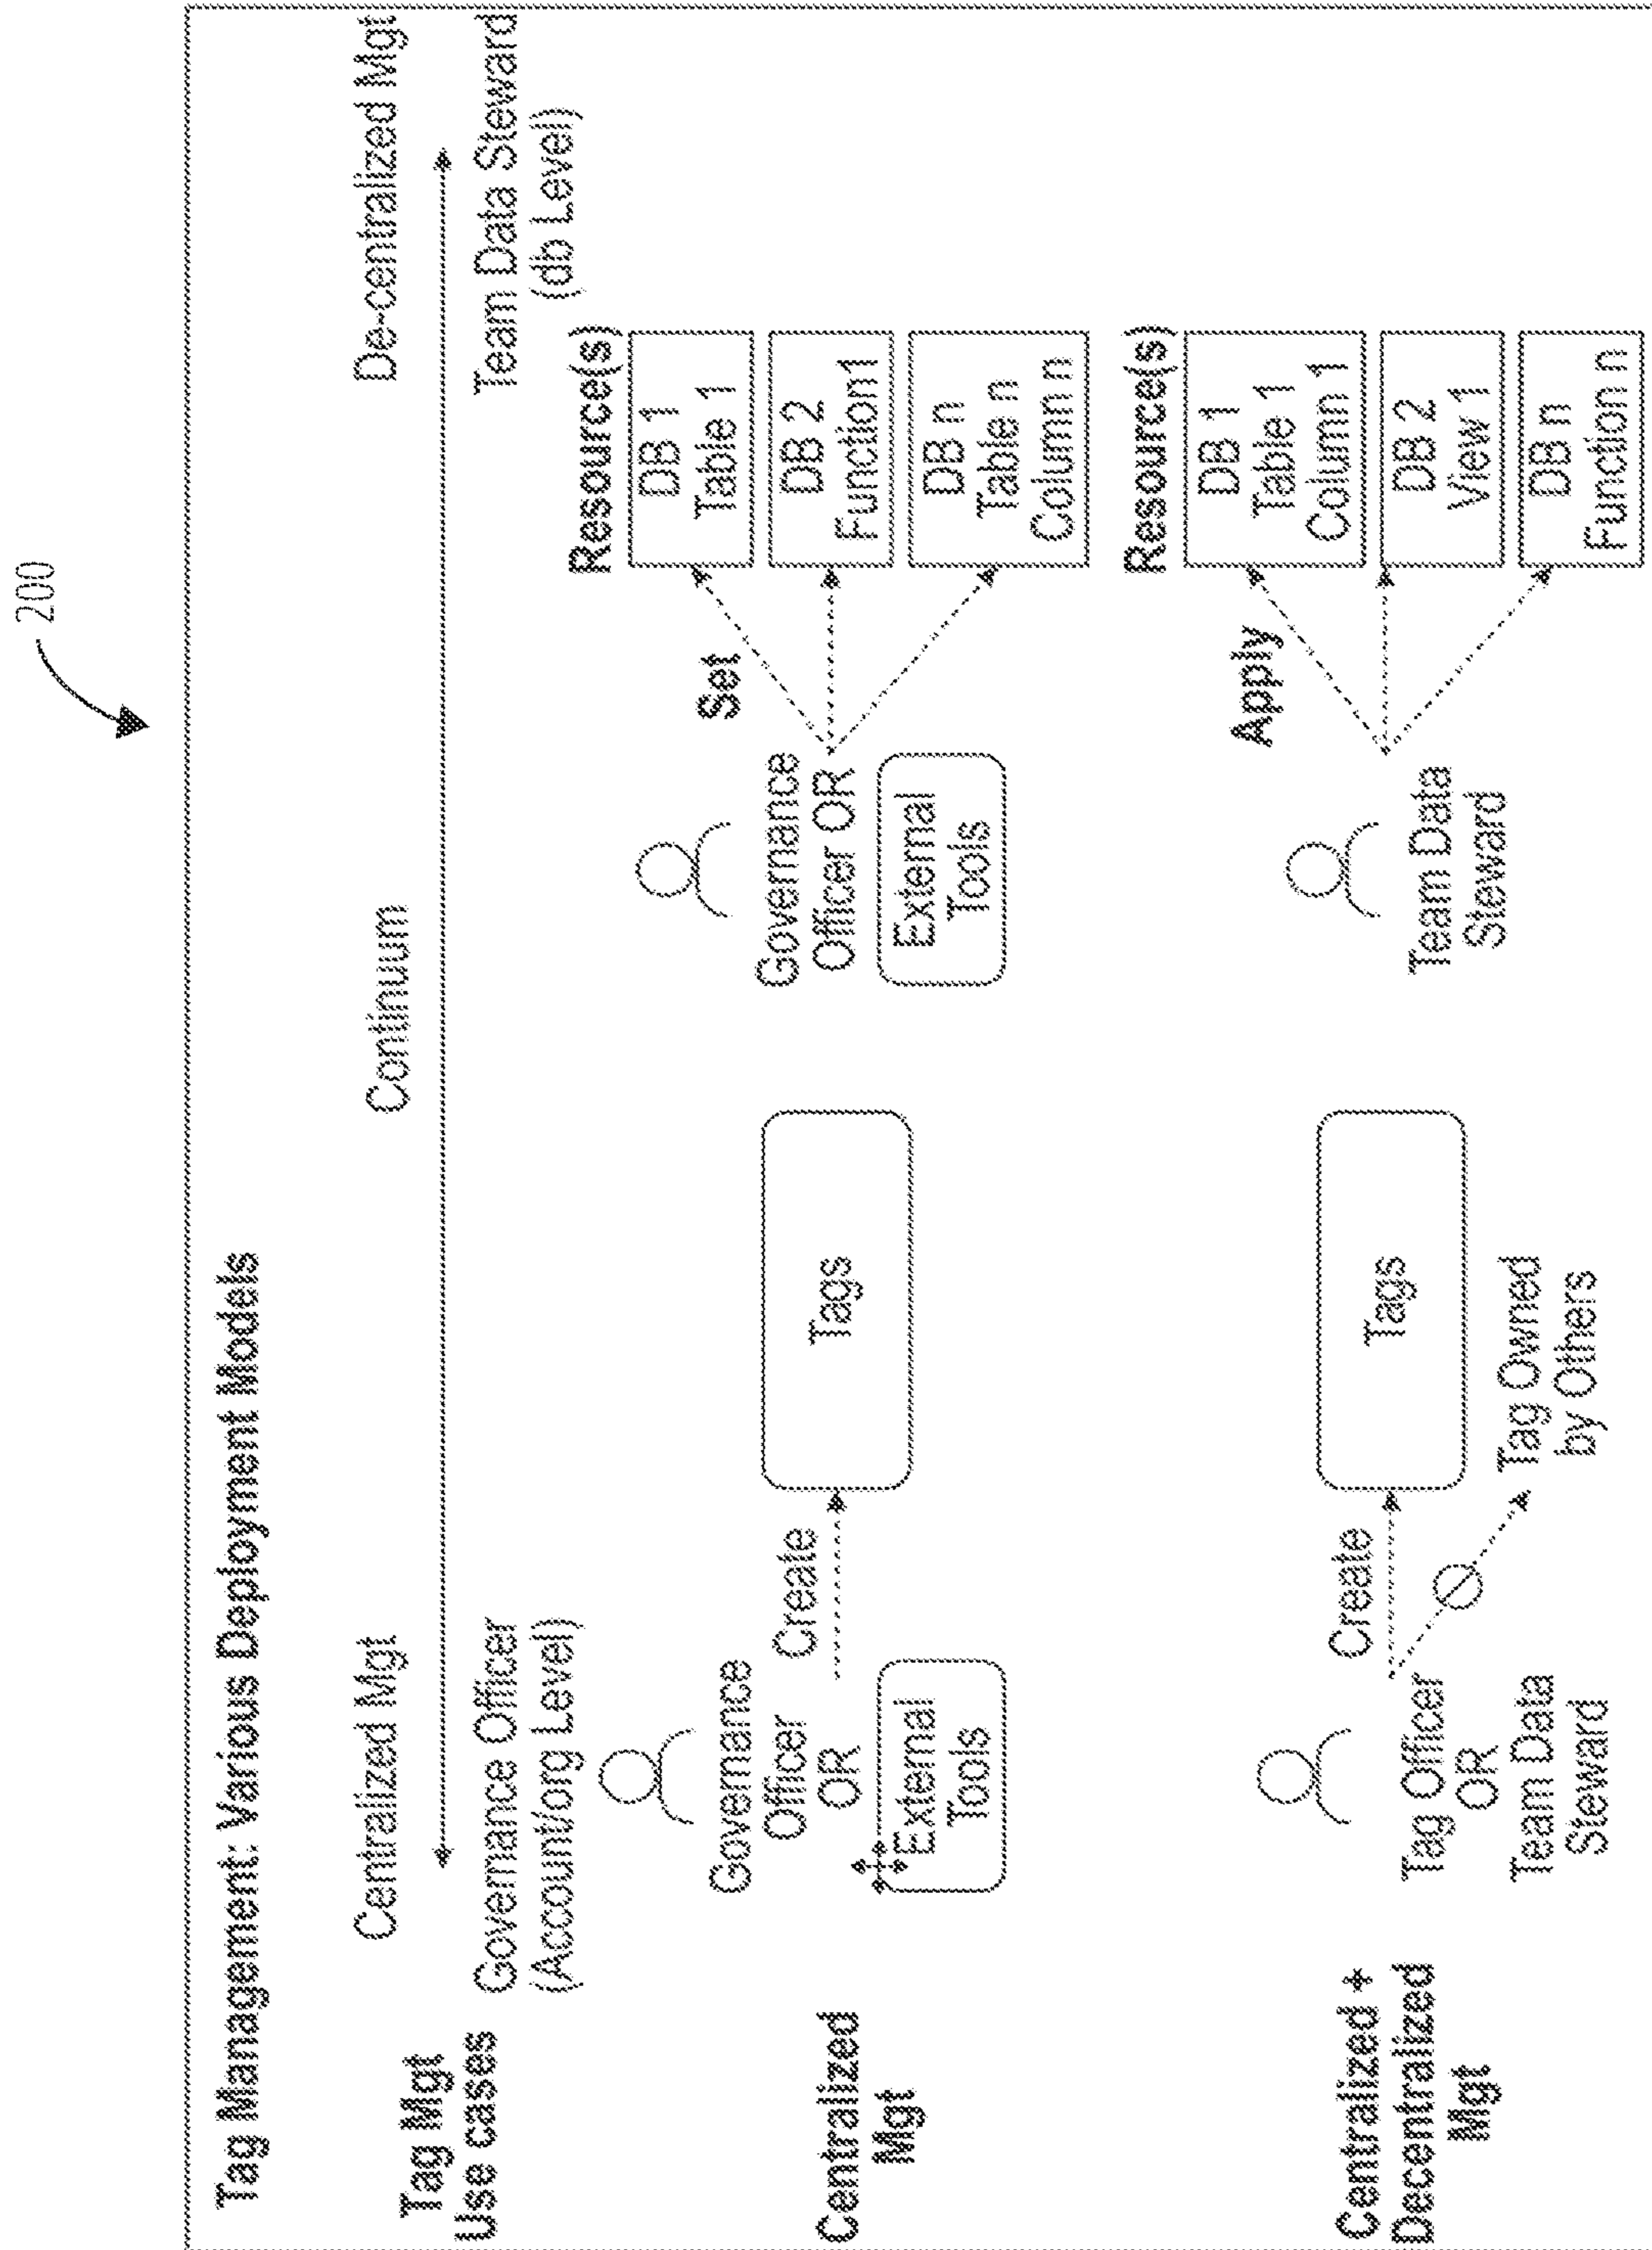 200
Tag Management: Various Deployment Models
Tag Mgt
Use cases
Centralized Mgt
Continuum
De-centralized Mgt
Governance Officer
(Account/org Level)
Team Data Steward
(db Level)
Centralized
Mgt
Governance
Officer
OR
External
Tools
Create
Tags
Governance
Officer OR
External
Tools
Set
Resource(s)
DB 1
Table 1
DB 2
Function1
DB n
Table n
Column n
Centralized +
Decentralized
Mgt
Tag Officer
OR
Team Data
Steward
Create
Tags
Tag Owned
by Others
Team Data
Steward
Apply
Resource(s)
DB 1
Table 1
Column 1
DB 2
View 1
DB n
Function n